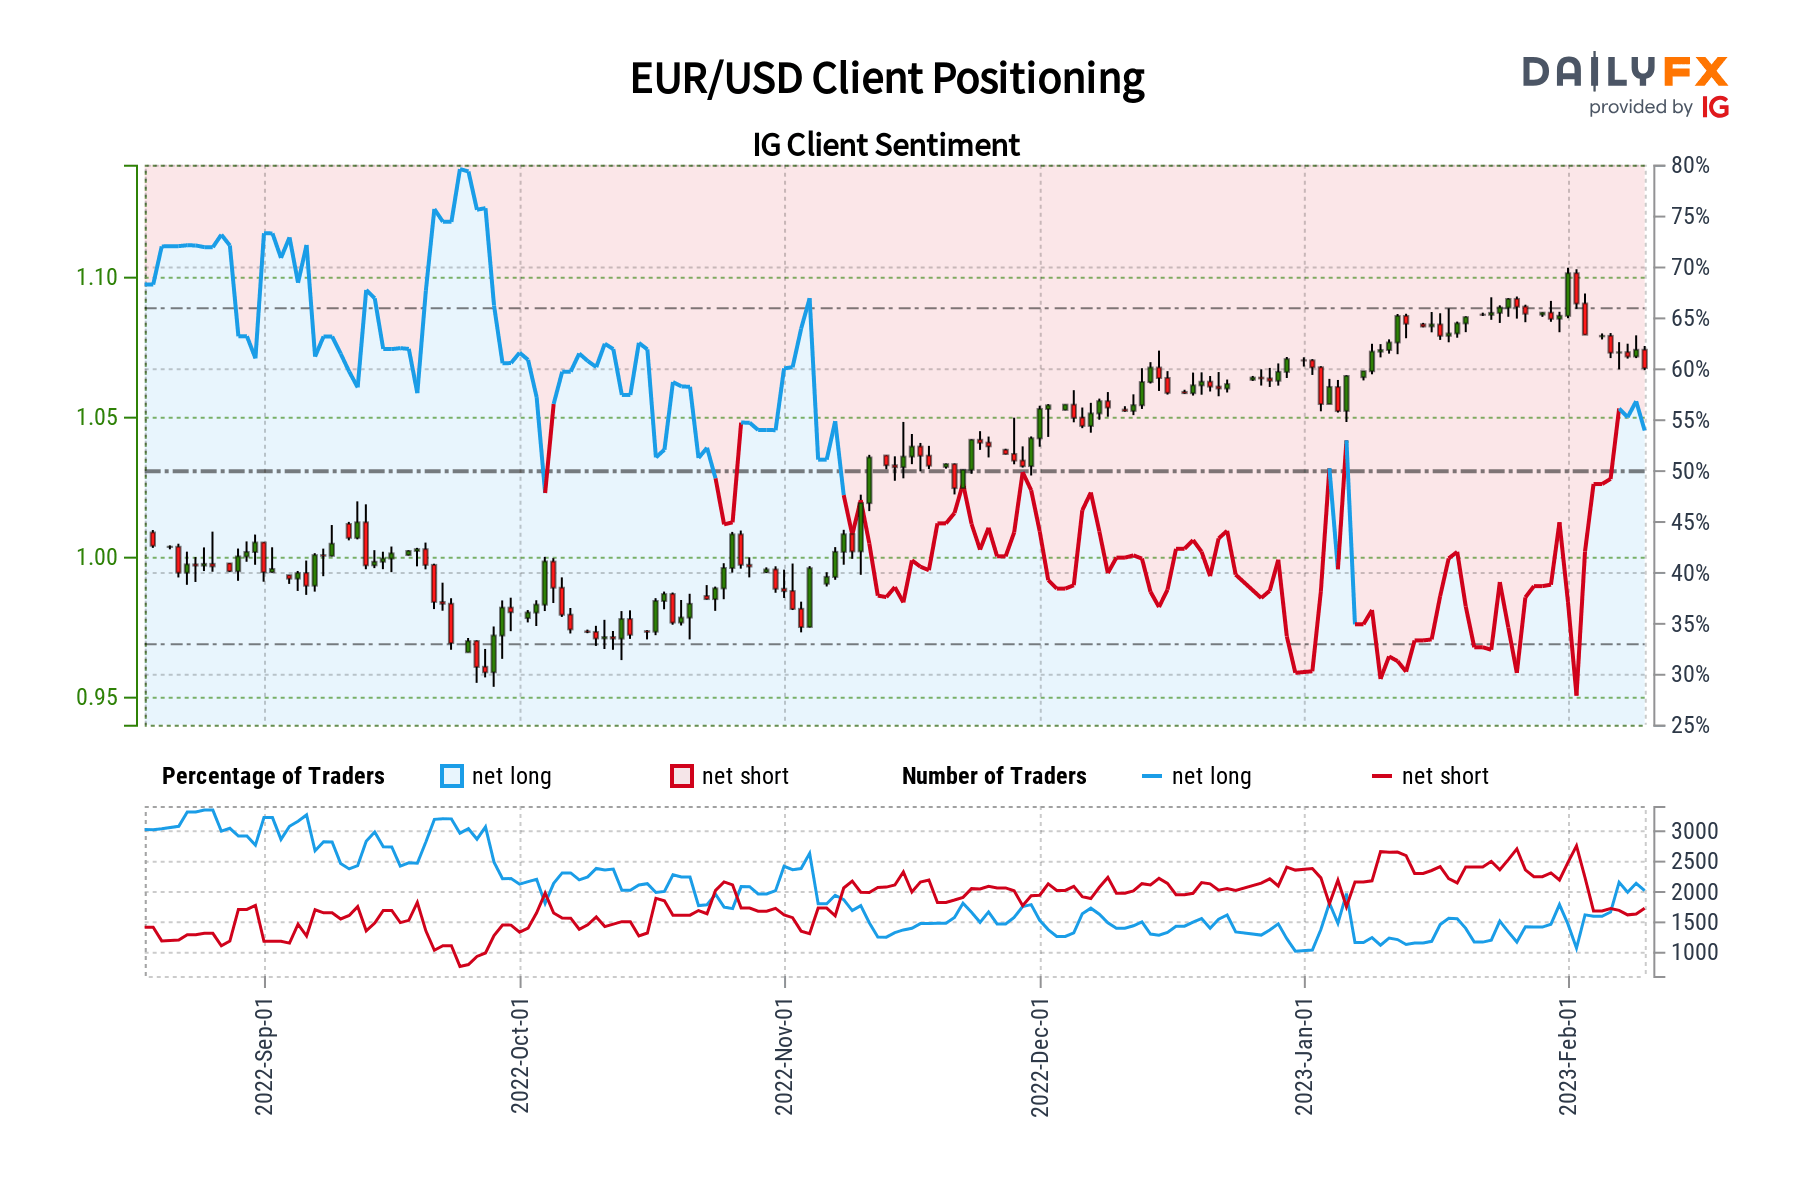 EUR/USD Client Positioning
DAILYFX
provided by IG
IG Client Sentiment
1.10
1.05
1.00
0.95
80%
75%
70%
65%
60%
55%
50%
45%
40%
35%
30%
25%
Percentage of Traders net long net short Number of Traders net long net short
3000
2500
2000
1500
1000
2022-Sep-01
2022-Oct-01
2022-Nov-01
2022-Dec-01
2023-Jan-01
2023-Feb-01